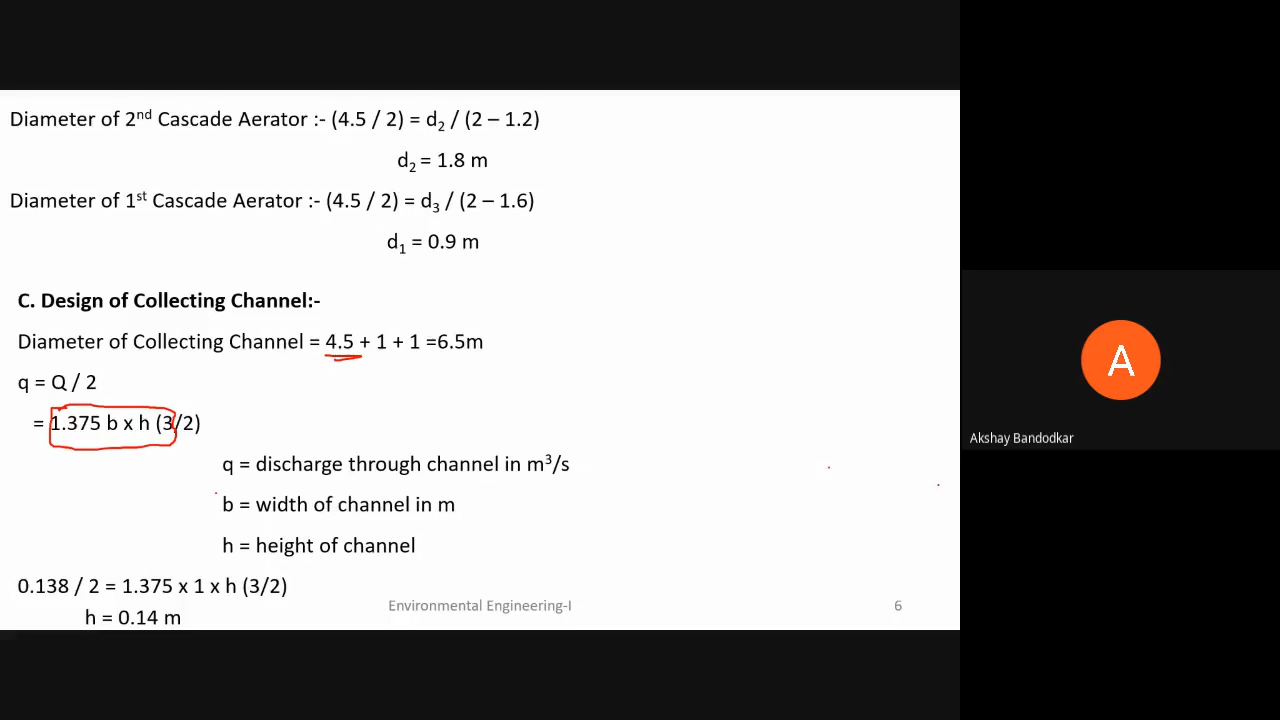 Diameter of 2nd Cascade Aerator :- (4.5 / 2) = d2 / (2 – 1.2)
d2 = 1.8 m
Diameter of 1st Cascade Aerator :- (4.5 / 2) = d3 / (2 – 1.6)
d1 = 0.9 m
C. Design of Collecting Channel:-
Diameter of Collecting Channel = 4.5 + 1 + 1 =6.5m
q = Q / 2
= 1.375 b x h (3/2)
q = discharge through channel in m3/s
b = width of channel in m
h = height of channel
0.138 / 2 = 1.375 x 1 x h (3/2)
h = 0.14 m
Environmental Engineering-I
6
A
Akshay Bandodkar